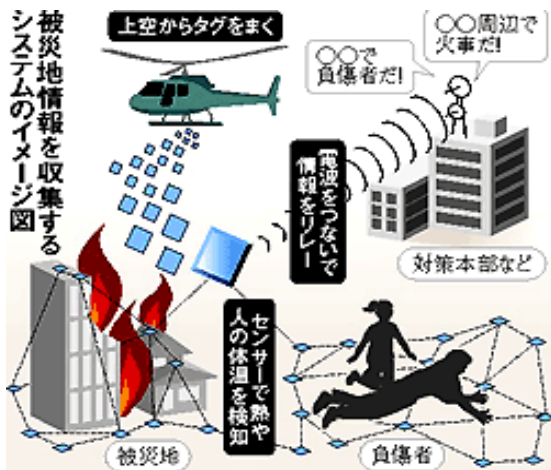 被災地情報を収集する
システムのイメージ図
上空からタグをまく
○○で
負傷者だ!
○○周辺で
火事だ!
電波をつないで
情報をリレー
対策本部など
センサーで熱や
人の体温を検知
被災地
負傷者